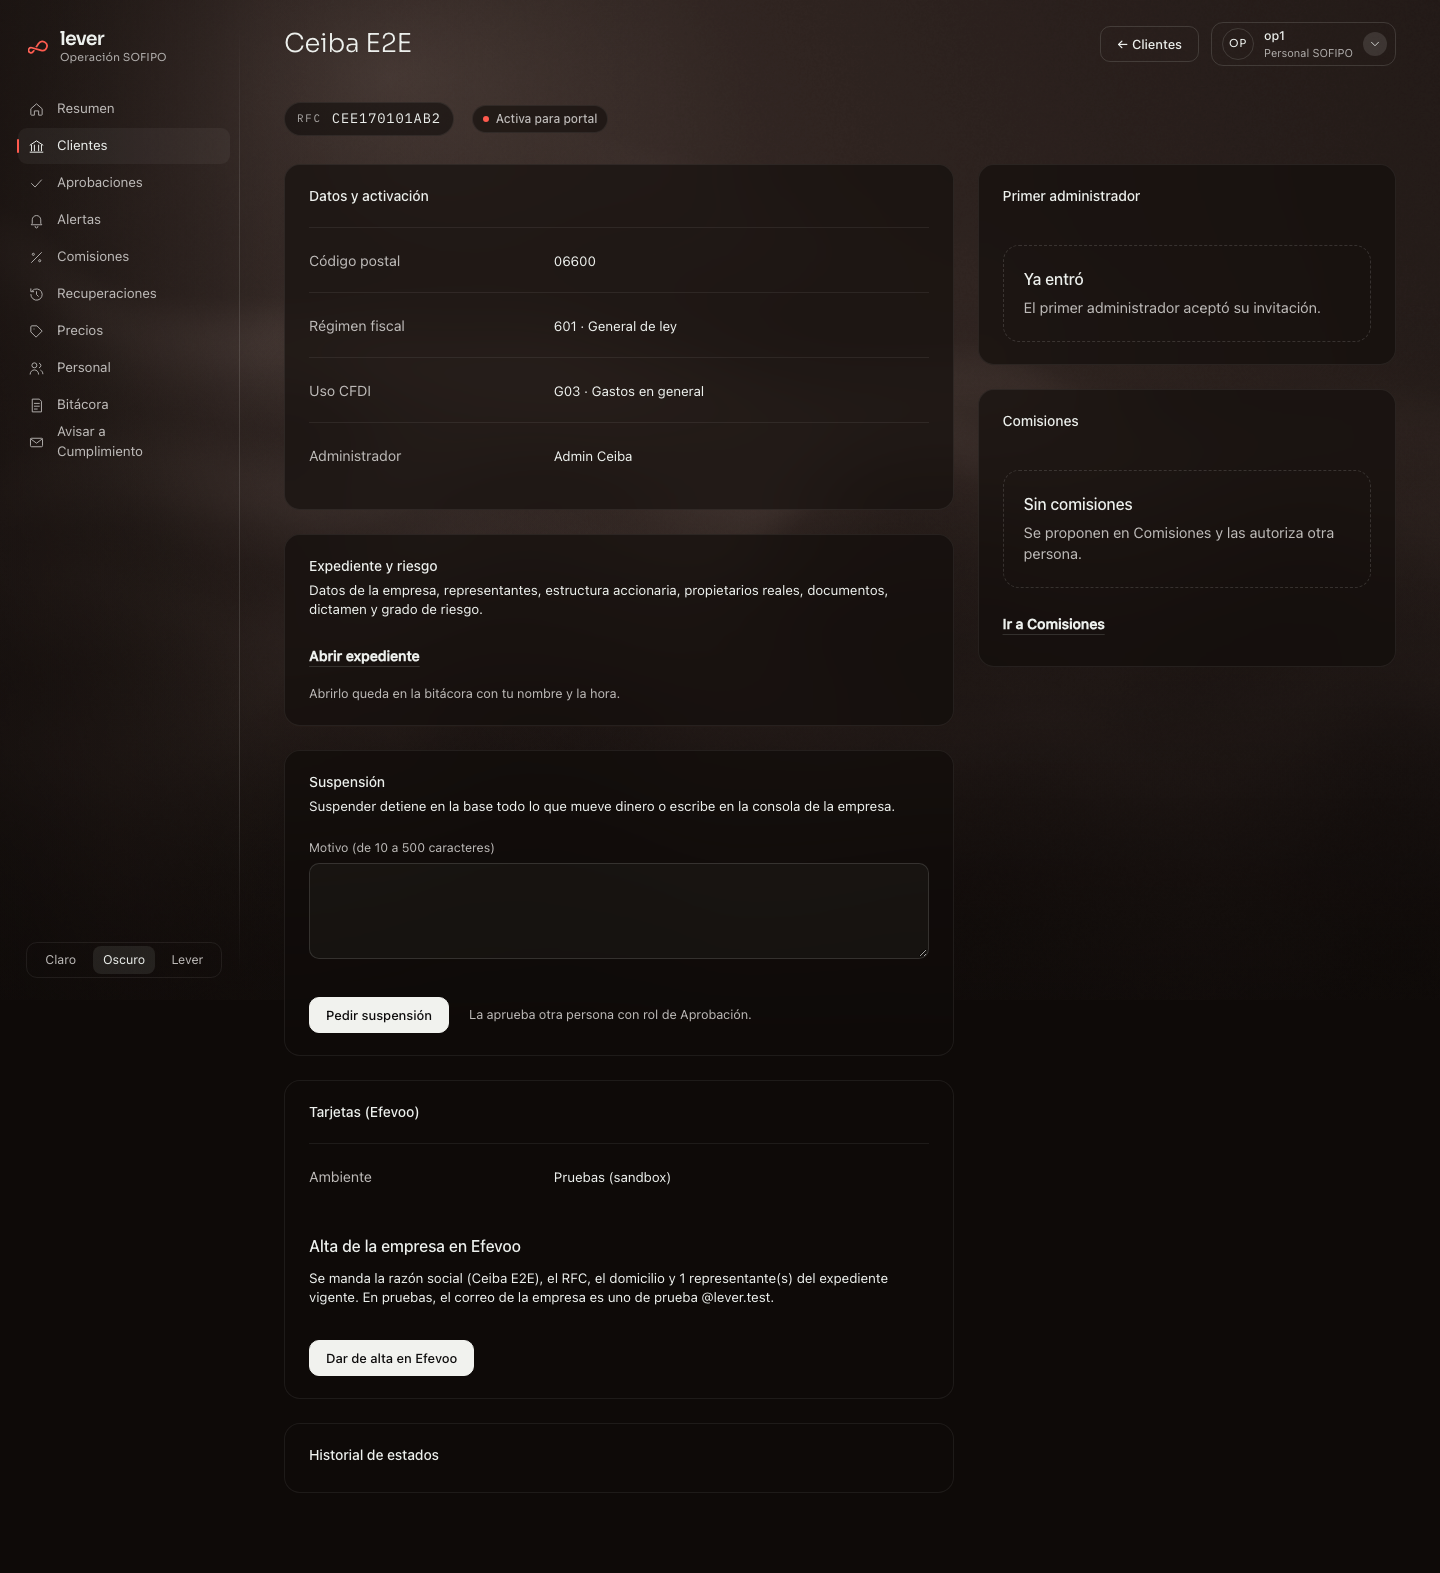 lever
Operación SOFIPO
Resumen
Clientes
Aprobaciones
Alertas
Comisiones
Recuperaciones
Precios
Personal
Bitácora
Avisar a
Cumplimiento
Claro
Oscuro
Lever
Ceiba E2E
← Clientes
OP
op1
Personal SOFIPO
RFC CEE170101AB2
Activa para portal
Datos y activación
Código postal
06600
Régimen fiscal
601 · General de ley
Uso CFDI
G03 · Gastos en general
Administrador
Admin Ceiba
Expediente y riesgo
Datos de la empresa, representantes, estructura accionaria, propietarios reales, documentos,
dictamen y grado de riesgo.
Abrir expediente
Abrirlo queda en la bitácora con tu nombre y la hora.
Suspensión
Suspender detiene en la base todo lo que mueve dinero o escribe en la consola de la empresa.
Motivo (de 10 a 500 caracteres)
Pedir suspensión
La aprueba otra persona con rol de Aprobación.
Tarjetas (Efevoo)
Ambiente
Pruebas (sandbox)
Alta de la empresa en Efevoo
Se manda la razón social (Ceiba E2E), el RFC, el domicilio y 1 representante(s) del expediente
vigente. En pruebas, el correo de la empresa es uno de prueba @lever.test.
Dar de alta en Efevoo
Historial de estados
Primer administrador
Ya entró
El primer administrador aceptó su invitación.
Comisiones
Sin comisiones
Se proponen en Comisiones y las autoriza otra
persona.
Ir a Comisiones